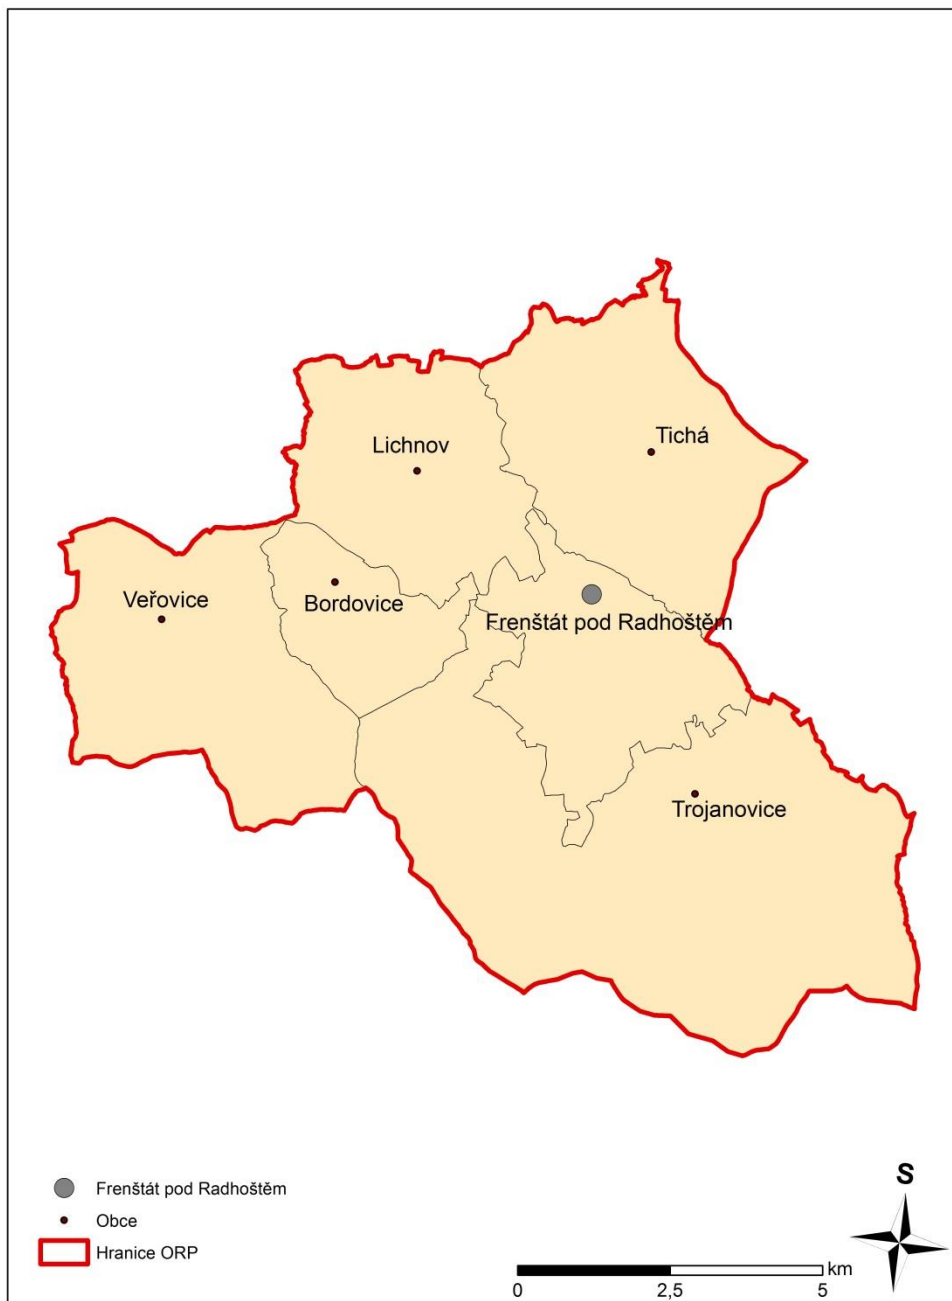 Tichá
Lichnov
Veřovice
Bordovice
Frenštát pod Radhoštěm
Trojanovice
Frenštát pod Radhoštěm
Obce
Hranice ORP
S
km
0 2,5 5